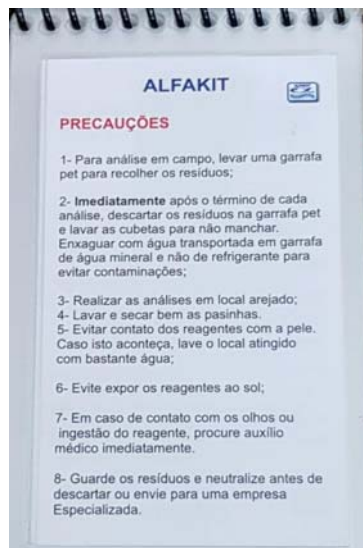 ALFAKIT
PRECAUÇÕES
1- Para análise em campo, levar uma garrafa
pet para recolher os resíduos;
2- Imediatamente após o término de cada
análise, descartar os resíduos na garrafa pet
e lavar as cubetas para não manchar.
Enxaguar com água transportada em garrafa
de água mineral e não de refrigerante para
evitar contaminações;
3- Realizar as análises em local arejado;
4- Lavar e secar bem as pasinhas.
5- Evitar contato dos reagentes com a pele.
Caso isto aconteça, lave o local atingido
com bastante água;
6- Evite expor os reagentes ao sol;
7- Em caso de contato com os olhos ou
ingestão do reagente, procure auxílio
médico imediatamente.
8- Guarde os resíduos e neutralize antes de
descartar ou envie para uma empresa
Especializada.